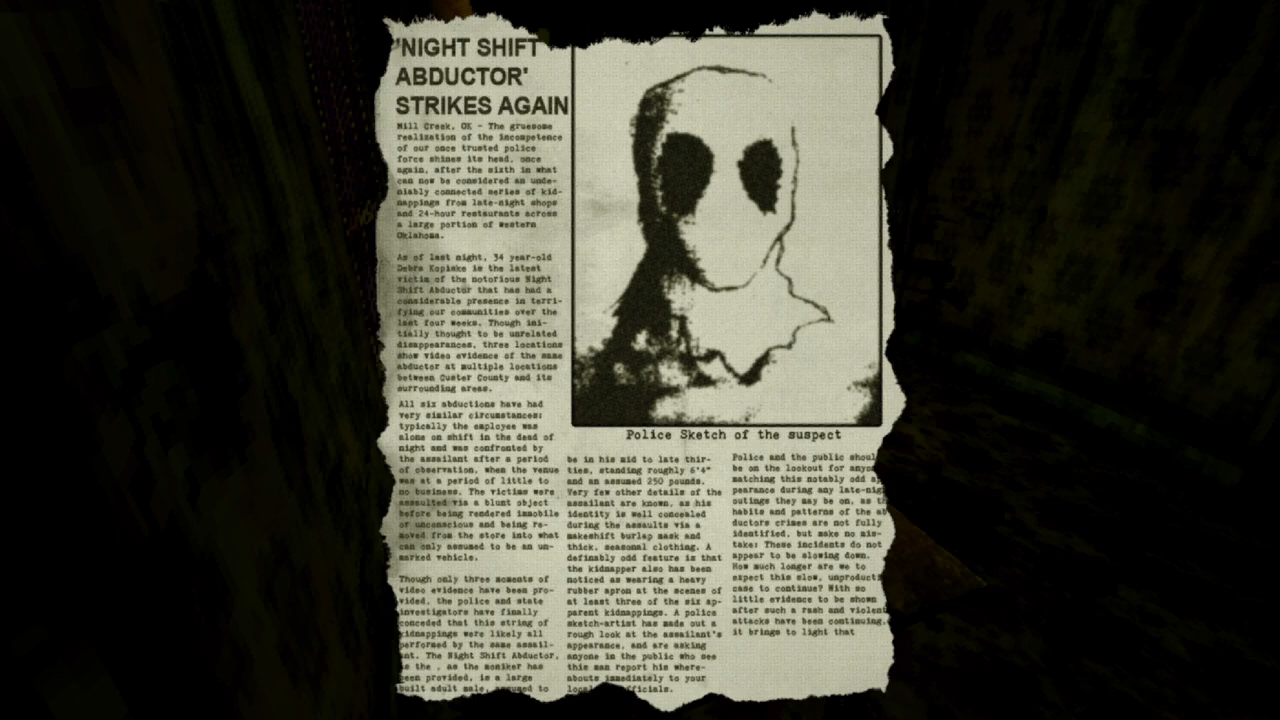 'NIGHT SHIFT
ABDUCTOR'
STRIKES AGAIN
Mill Creek, OK - The gruesome
realization of the incompetence
of our once trusted police
force shines its head, once
again, after the sixth in what
can now be considered an unde-
niably connected series of kid-
nappings from late-night shops
and 24-hour restaurants across
a large portion of western
Oklahoma.
As of last night, 34 year-old
Debra Kopiske is the latest
victim of the notorious Night
Shift Abductor that has had a
considerable presence in terri-
fying our communities over the
last four weeks. Though ini-
tially thought to be unrelated
disappearances, three locations
show video evidence of the same
abductor at multiple locations
between Custer County and its
surrounding areas.
All six abductions have had
very similar circumstances:
typically the employee was
alone on shift in the dead of
night and was confronted by
the assailant after a period
of observation, when the venue
was at a period of little to
no business. The victims were
assaulted via a blunt object
before being rendered immobile
or unconscious and being re-
moved from the store into what
can only assumed to be an un-
marked vehicle.
Though only three moments of
video evidence have been pro-
vided, the police and state
investigators have finally
conceded that this string of
kidnappings were likely all
performed by the same assail-
ant. The Night Shift Abductor,
is the , as the moniker has
been provided, is a large
built adult male, assumed to
Police Sketch of the suspect
be in his mid to late thir-
ties, standing roughly 6'4"
and an assumed 250 pounds.
Very few other details of the
assailant are known, as his
identity is well concealed
during the assaults via a
makeshift burlap mask and
thick, seasonal clothing. A
definably odd feature is that
the kidnapper also has been
noticed as wearing a heavy
rubber apron at the scenes of
at least three of the six ap-
parent kidnappings. A police
sketch-artist has made out a
rough look at the assailant's
appearance, and are asking
anyone in the public who see
this man report his where-
abouts immediately to your
local officials.
Police and the public shoul
be on the lookout for anyon
matching this notably odd ap
pearance during any late-nig
outings they may be on, as th
habits and patterns of the ab
ductors crimes are not fully
identified, but make no mis-
take: These incidents do not
appear to be slowing down.
How much longer are we to
expect this slow, unproducti
case to continue? With so
little evidence to be shown
after such a rash and violent
attacks have been continuing,
it brings to light that